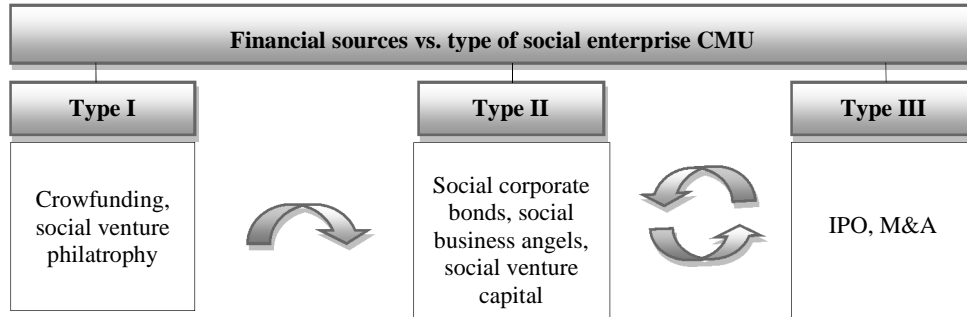 Financial sources vs. type of social enterprise CMU
Type I
Type II
Type III
Crowfunding,
social venture
philatrophy
Social corporate
bonds, social
business angels,
social venture
capital
IPO, M&A